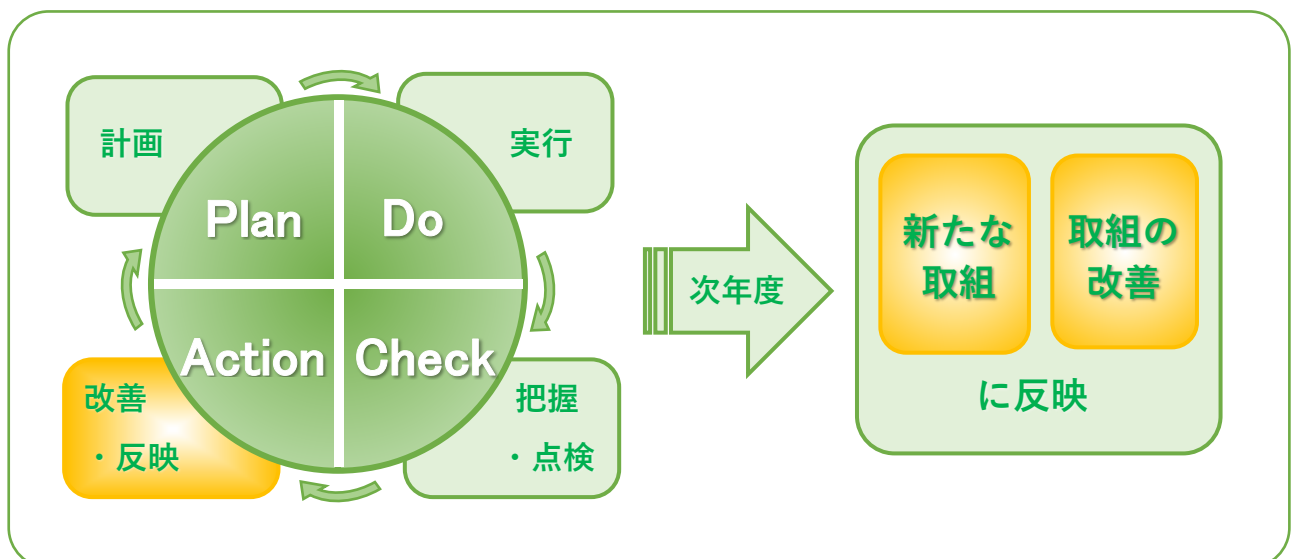 計画
実行
Plan
Do
Action
Check
改善
・反映
把握
・点検
次年度
新たな
取組
取組の
改善
に反映